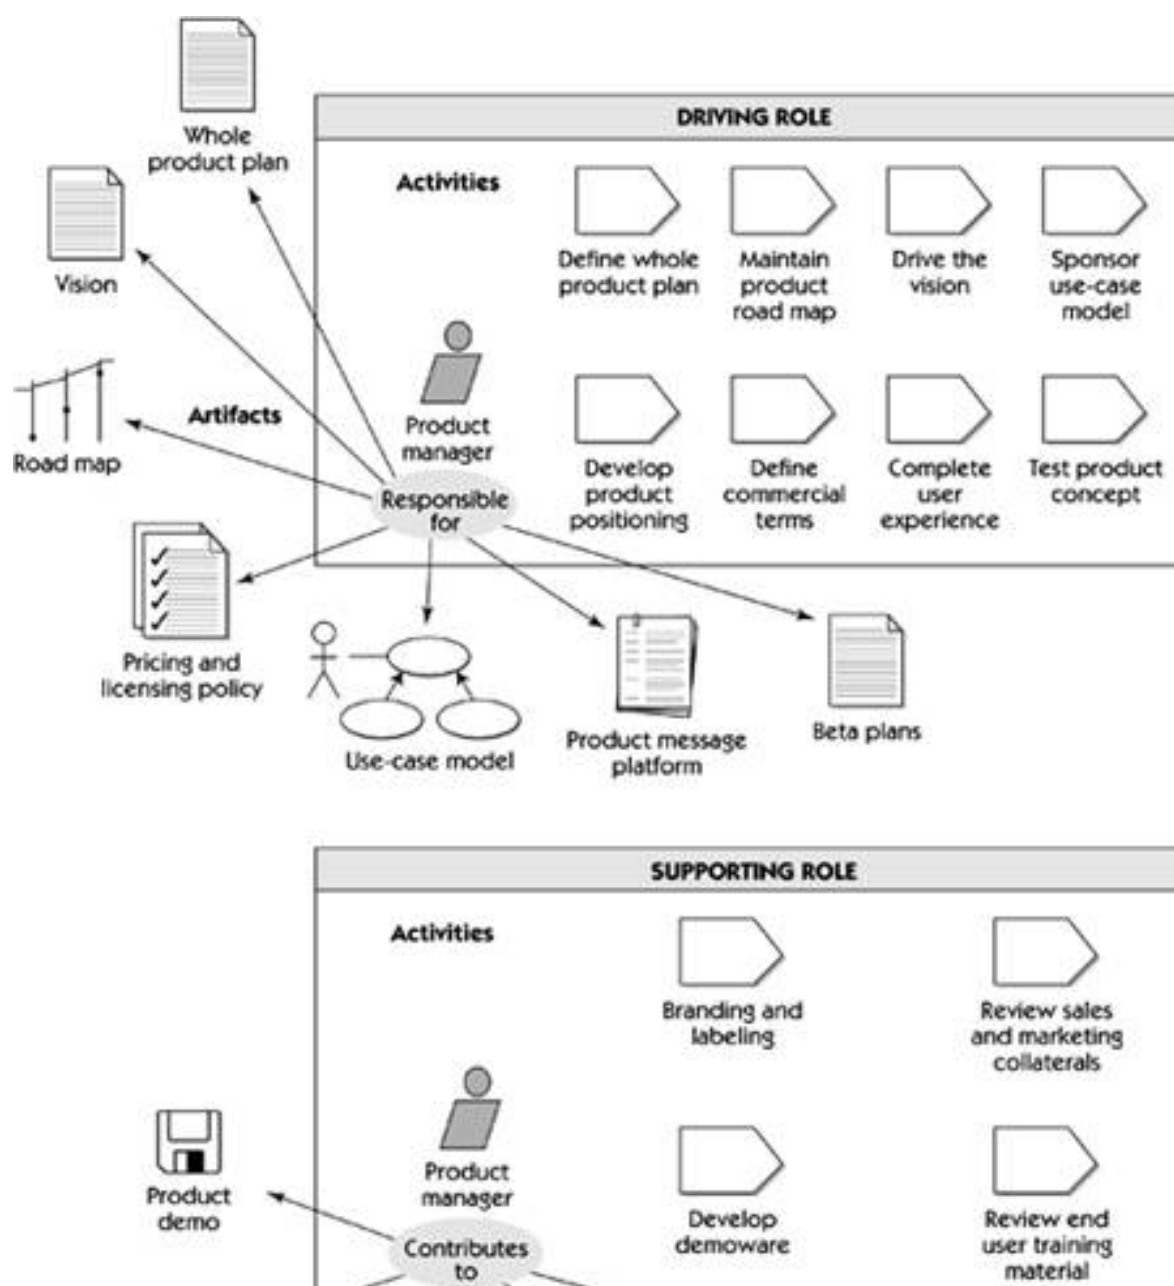 Whole
product plan
DRIVING ROLE
Vision
Activities
Define whole
product plan
Maintain
product
road map
Drive the
vision
Sponsor
use-case
model
Artifacts
Road map
Product
manager
Responsible
for
Develop
product
positioning
Define
commercial
terms
Complete
user
experience
Test product
concept
Pricing and
licensing policy
Use-case model
Product message
platform
Beta plans
SUPPORTING ROLE
Activities
Branding and
labeling
Review sales
and marketing
collaterals
Product
demo
Product
manager
Contributes
to
Develop
demoware
Review end
user training
material